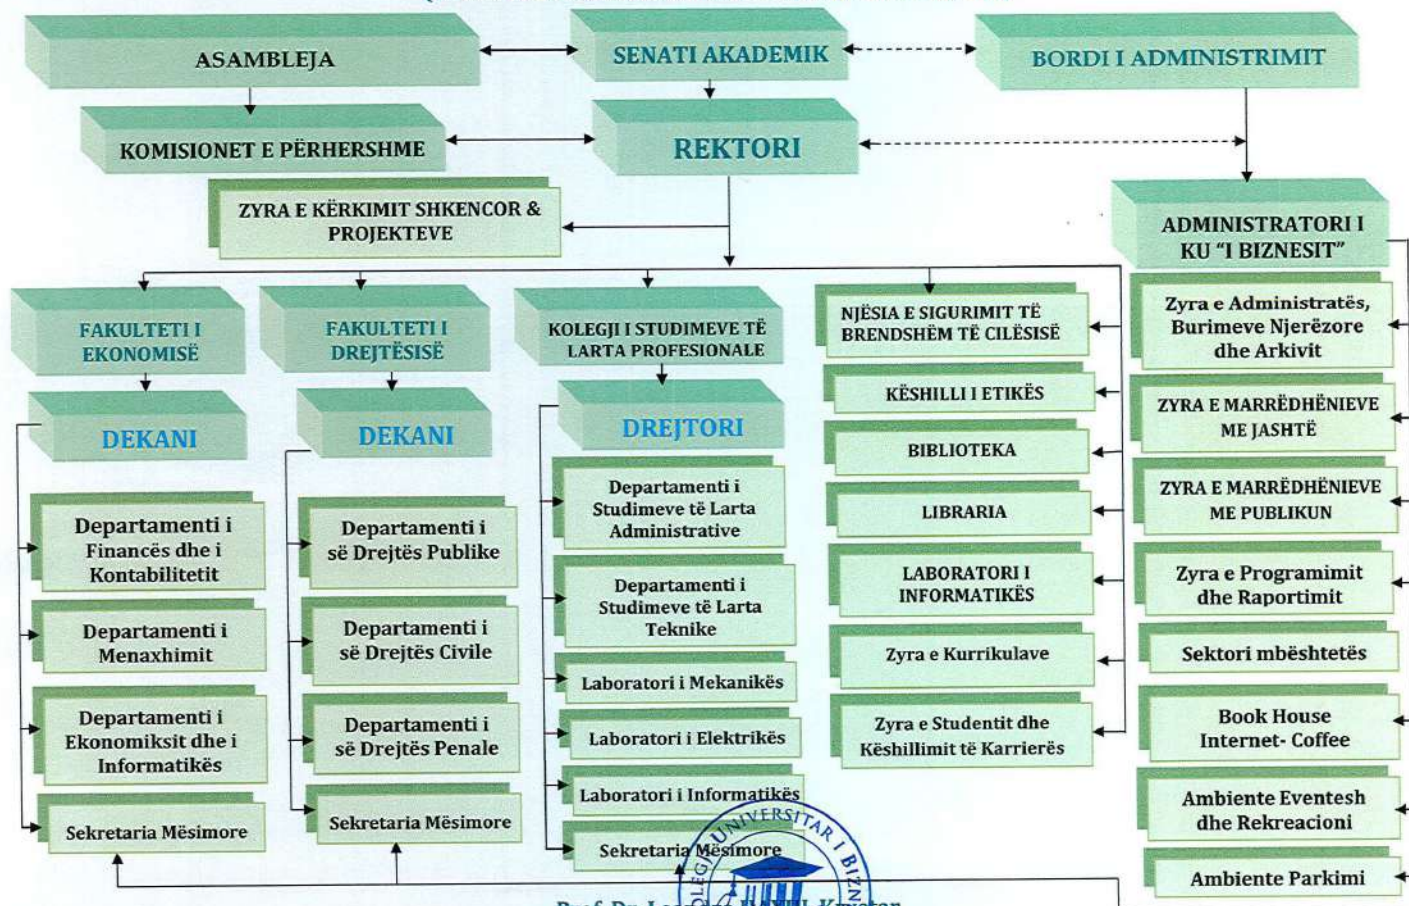 ASAMBLEJA
SENATI AKADEMIK
BORDI I ADMINISTRIMIT
KOMISIONET E PËRHERSHME
REKTORI
ZYRA E KËRKIMIT SHKENCOR &
PROJEKTEVE
ADMINISTRATORI I
KU “I BIZNESIT”
FAKULTETI I
EKONOMISË
DEKANI
Departamenti i
Financës dhe i
Kontabilitetit
Departamenti i
Menaxhimit
Departamenti i
Ekonomiksit dhe i
Informatikës
Sekretaria Mësimore
FAKULTETI I
DREJTËSISË
DEKANI
Departamenti i
së Drejtës Publike
Departamenti i
së Drejtës Civile
Departamenti i
së Drejtës Penale
Sekretaria Mësimore
KOLEGJI I STUDIMEVE TË
LARTA PROFESIONALE
DREJTORI
Departamenti i
Studimeve të Larta
Administrative
Departamenti i
Studimeve të Larta
Teknike
Laboratori i Mekanikës
Laboratori i Elektrikës
Laboratori i Informatikës
Sekretaria Mësimore
NJËSIA E SIGURIMIT TË
BRENDSHËM TË CILËSISË
KËSHILLI I ETIKËS
BIBLIOTEKA
LIBRARIA
LABORATORI I
INFORMATIKËS
Zyra e Kurrikulave
Zyra e Studentit dhe
Këshillimit të Karrierës
Zyra e Administratës,
Burimeve Njerëzore
dhe Arkivit
ZYRA E MARRËDHËNIEVE
ME JASHTË
ZYRA E MARRËDHËNIEVE
ME PUBLIKUN
Zyra e Programimit
dhe Raportimit
Sektori mbështetës
Book House
Internet- Coffee
Ambiente Eventesh
dhe Rekreacioni
Ambiente Parkimi
UNIVERSITAR I BIZN